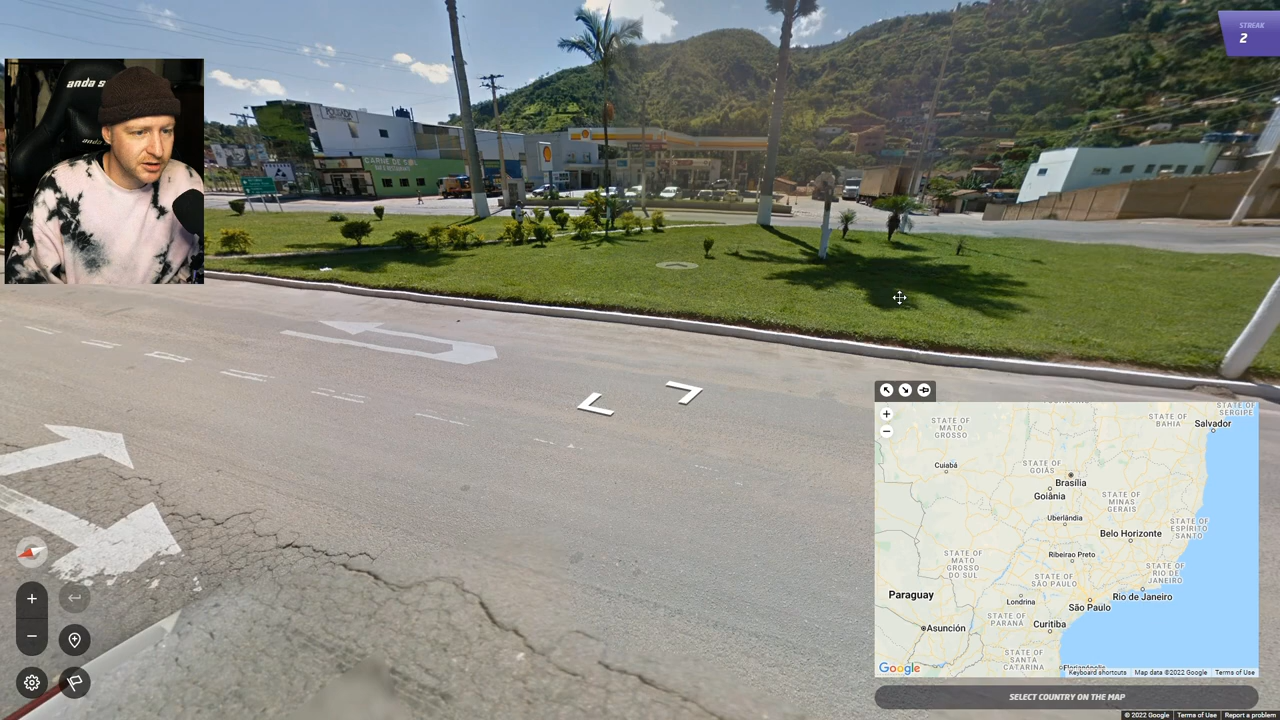 STREAK
2
anda s
anda
POUSADA
CARNE DE SOL
STATE OF MATO GROSSO
STATE OF BAHIA
STATE OF SERGIPE
Salvador
Cuiabá
STATE OF GOIÁS
Brasília
Goiânia
STATE OF MINAS GERAIS
Uberlândia
Belo Horizonte
STATE OF ESPÍRITO SANTO
STATE OF MATO GROSSO DO SUL
Ribeirao Preto
STATE OF SÃO PAULO
STATE OF RIO DE JANEIRO
Paraguay
Londrina
São Paulo
Rio de Janeiro
STATE OF PARANÁ
Curitiba
Asunción
STATE OF SANTA CATARINA
Florianópolis
Google
Keyboard shortcuts
Map data ©2022 Google
Terms of Use
SELECT COUNTRY ON THE MAP
© 2022 Google
Terms of Use
Report a problem